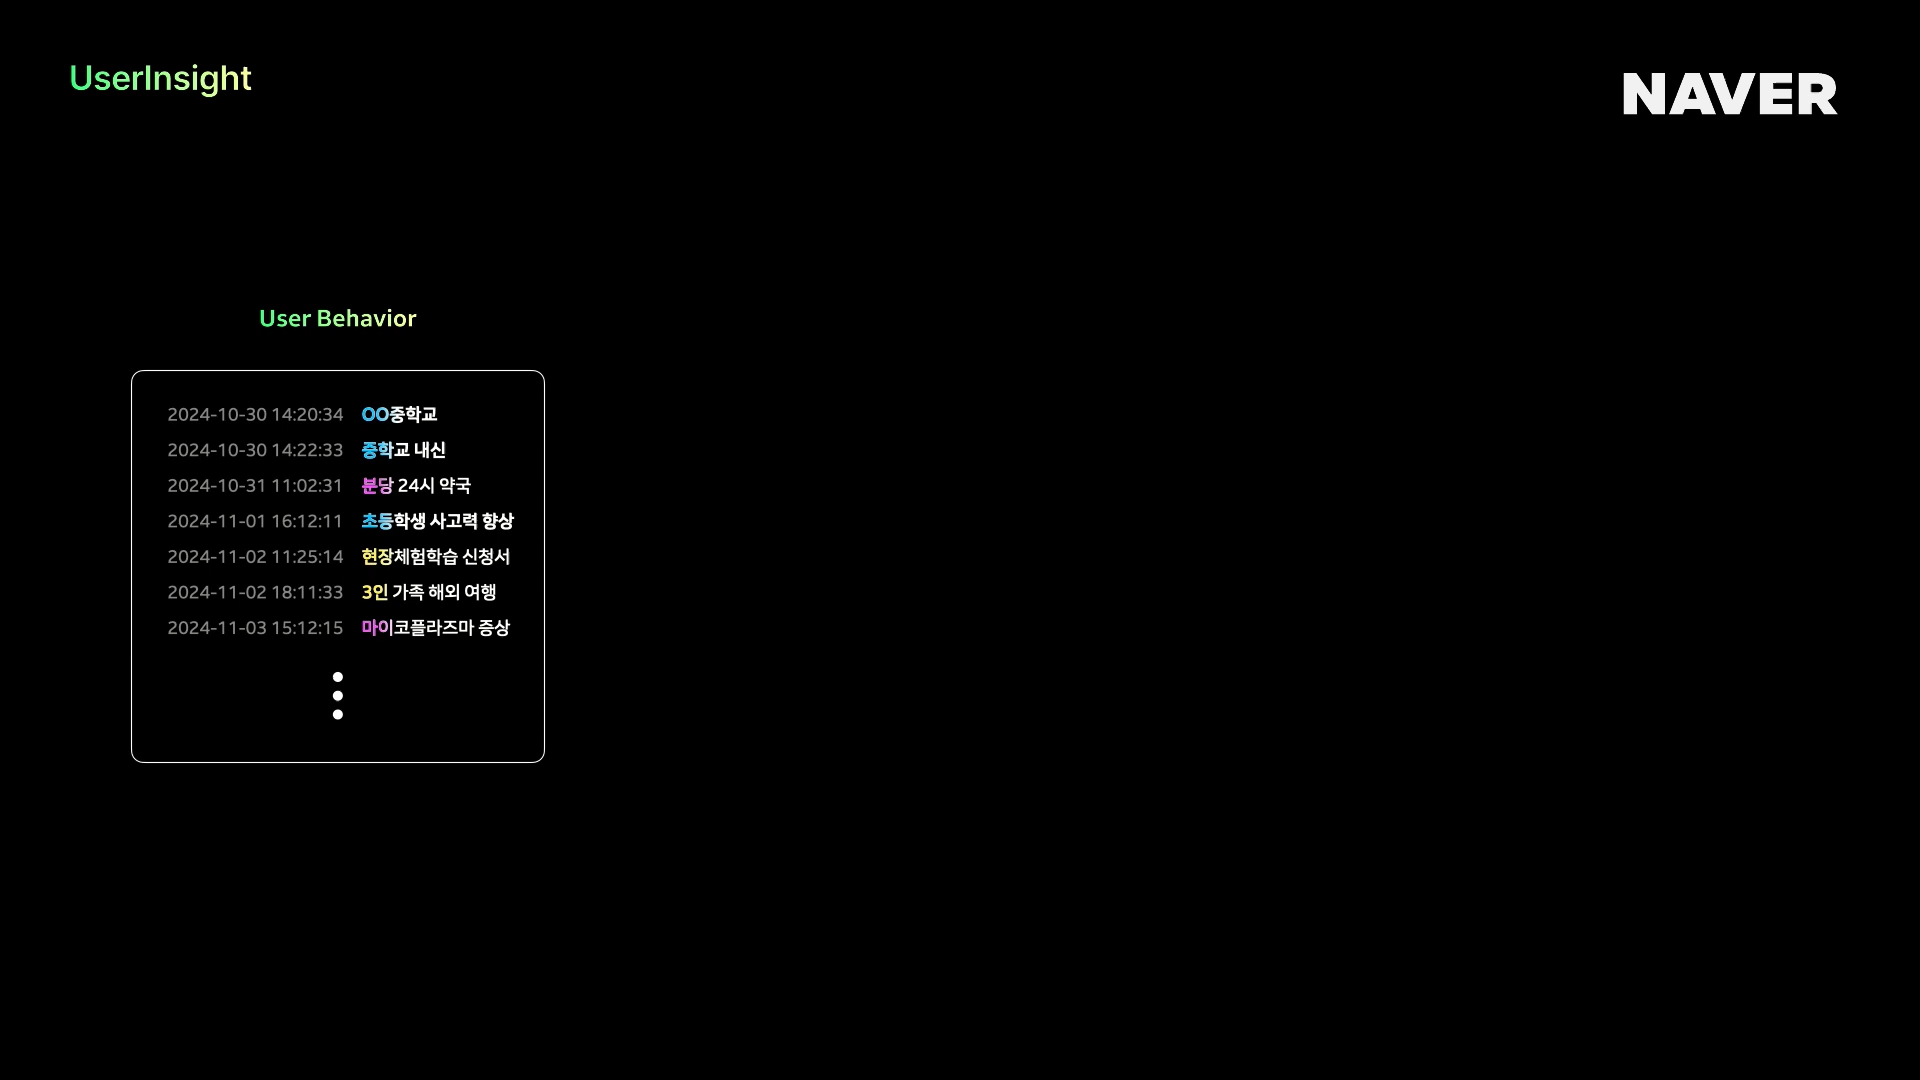 UserInsight
NAVER
User Behavior
2024-10-30 14:20:34 OO중학교
2024-10-30 14:22:33 중학교 내신
2024-10-31 11:02:31 분당 24시 약국
2024-11-01 16:12:11 초등학생 사고력 향상
2024-11-02 11:25:14 현장체험학습 신청서
2024-11-02 18:11:33 3인 가족 해외 여행
2024-11-03 15:12:15 마이코플라즈마 증상